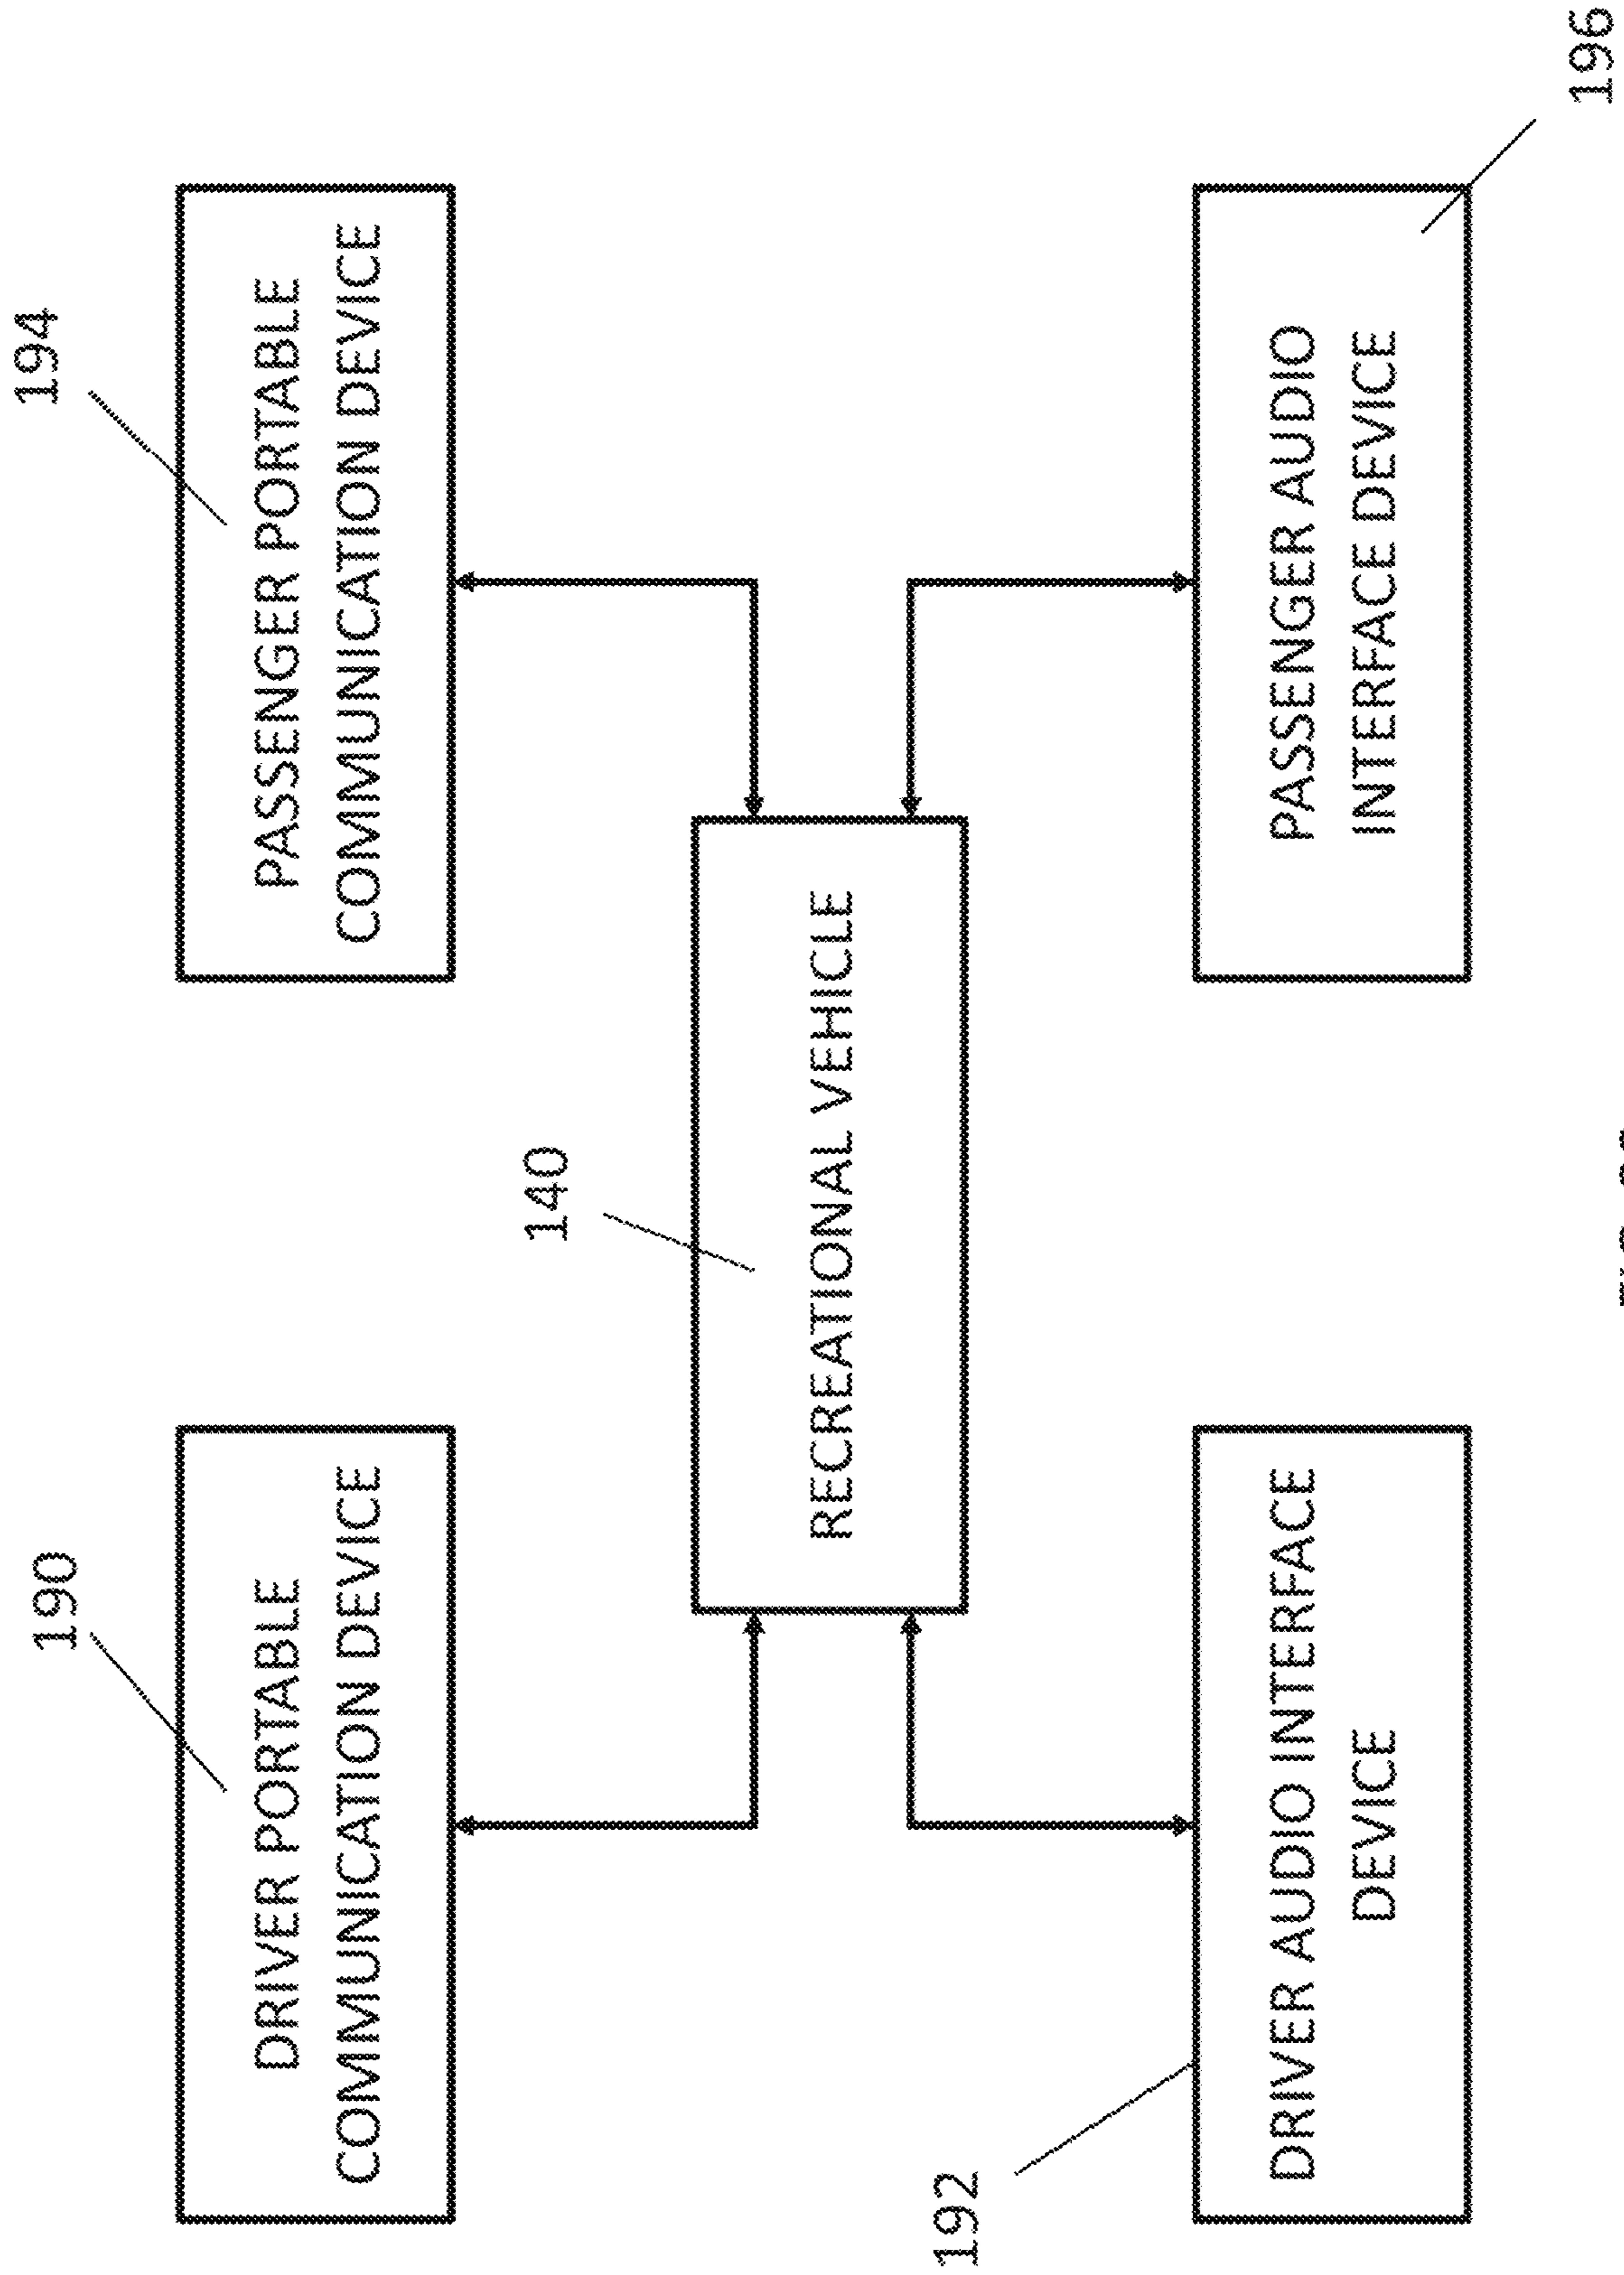 190
194
DRIVER PORTABLE
COMMUNICATION DEVICE
PASSENGER PORTABLE
COMMUNICATION DEVICE
140
RECREATIONAL VEHICLE
192
DRIVER AUDIO INTERFACE
DEVICE
PASSENGER AUDIO
INTERFACE DEVICE
196